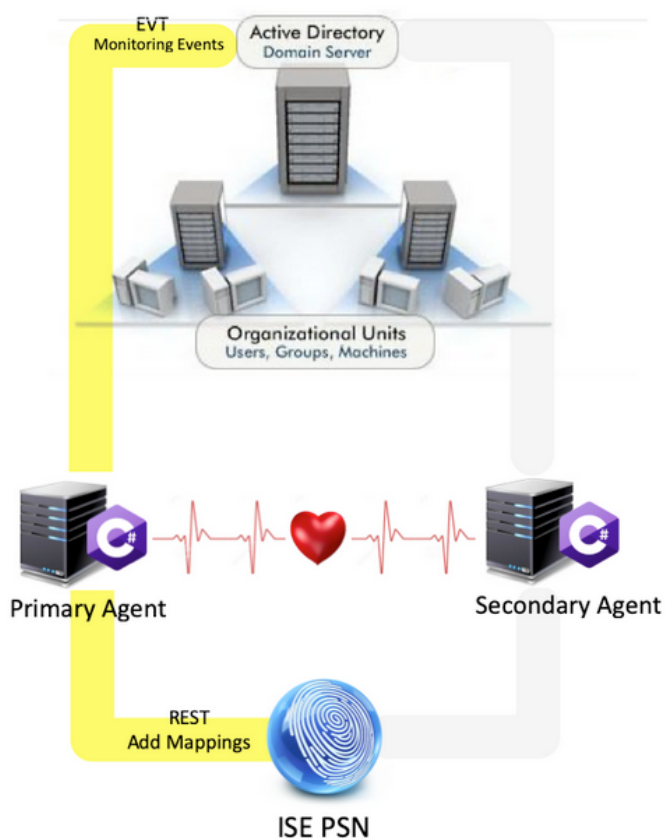 EVT
Monitoring Events
Active Directory
Domain Server
Organizational Units
Users, Groups, Machines
C#
C#
Primary Agent
Secondary Agent
REST
Add Mappings
ISE PSN